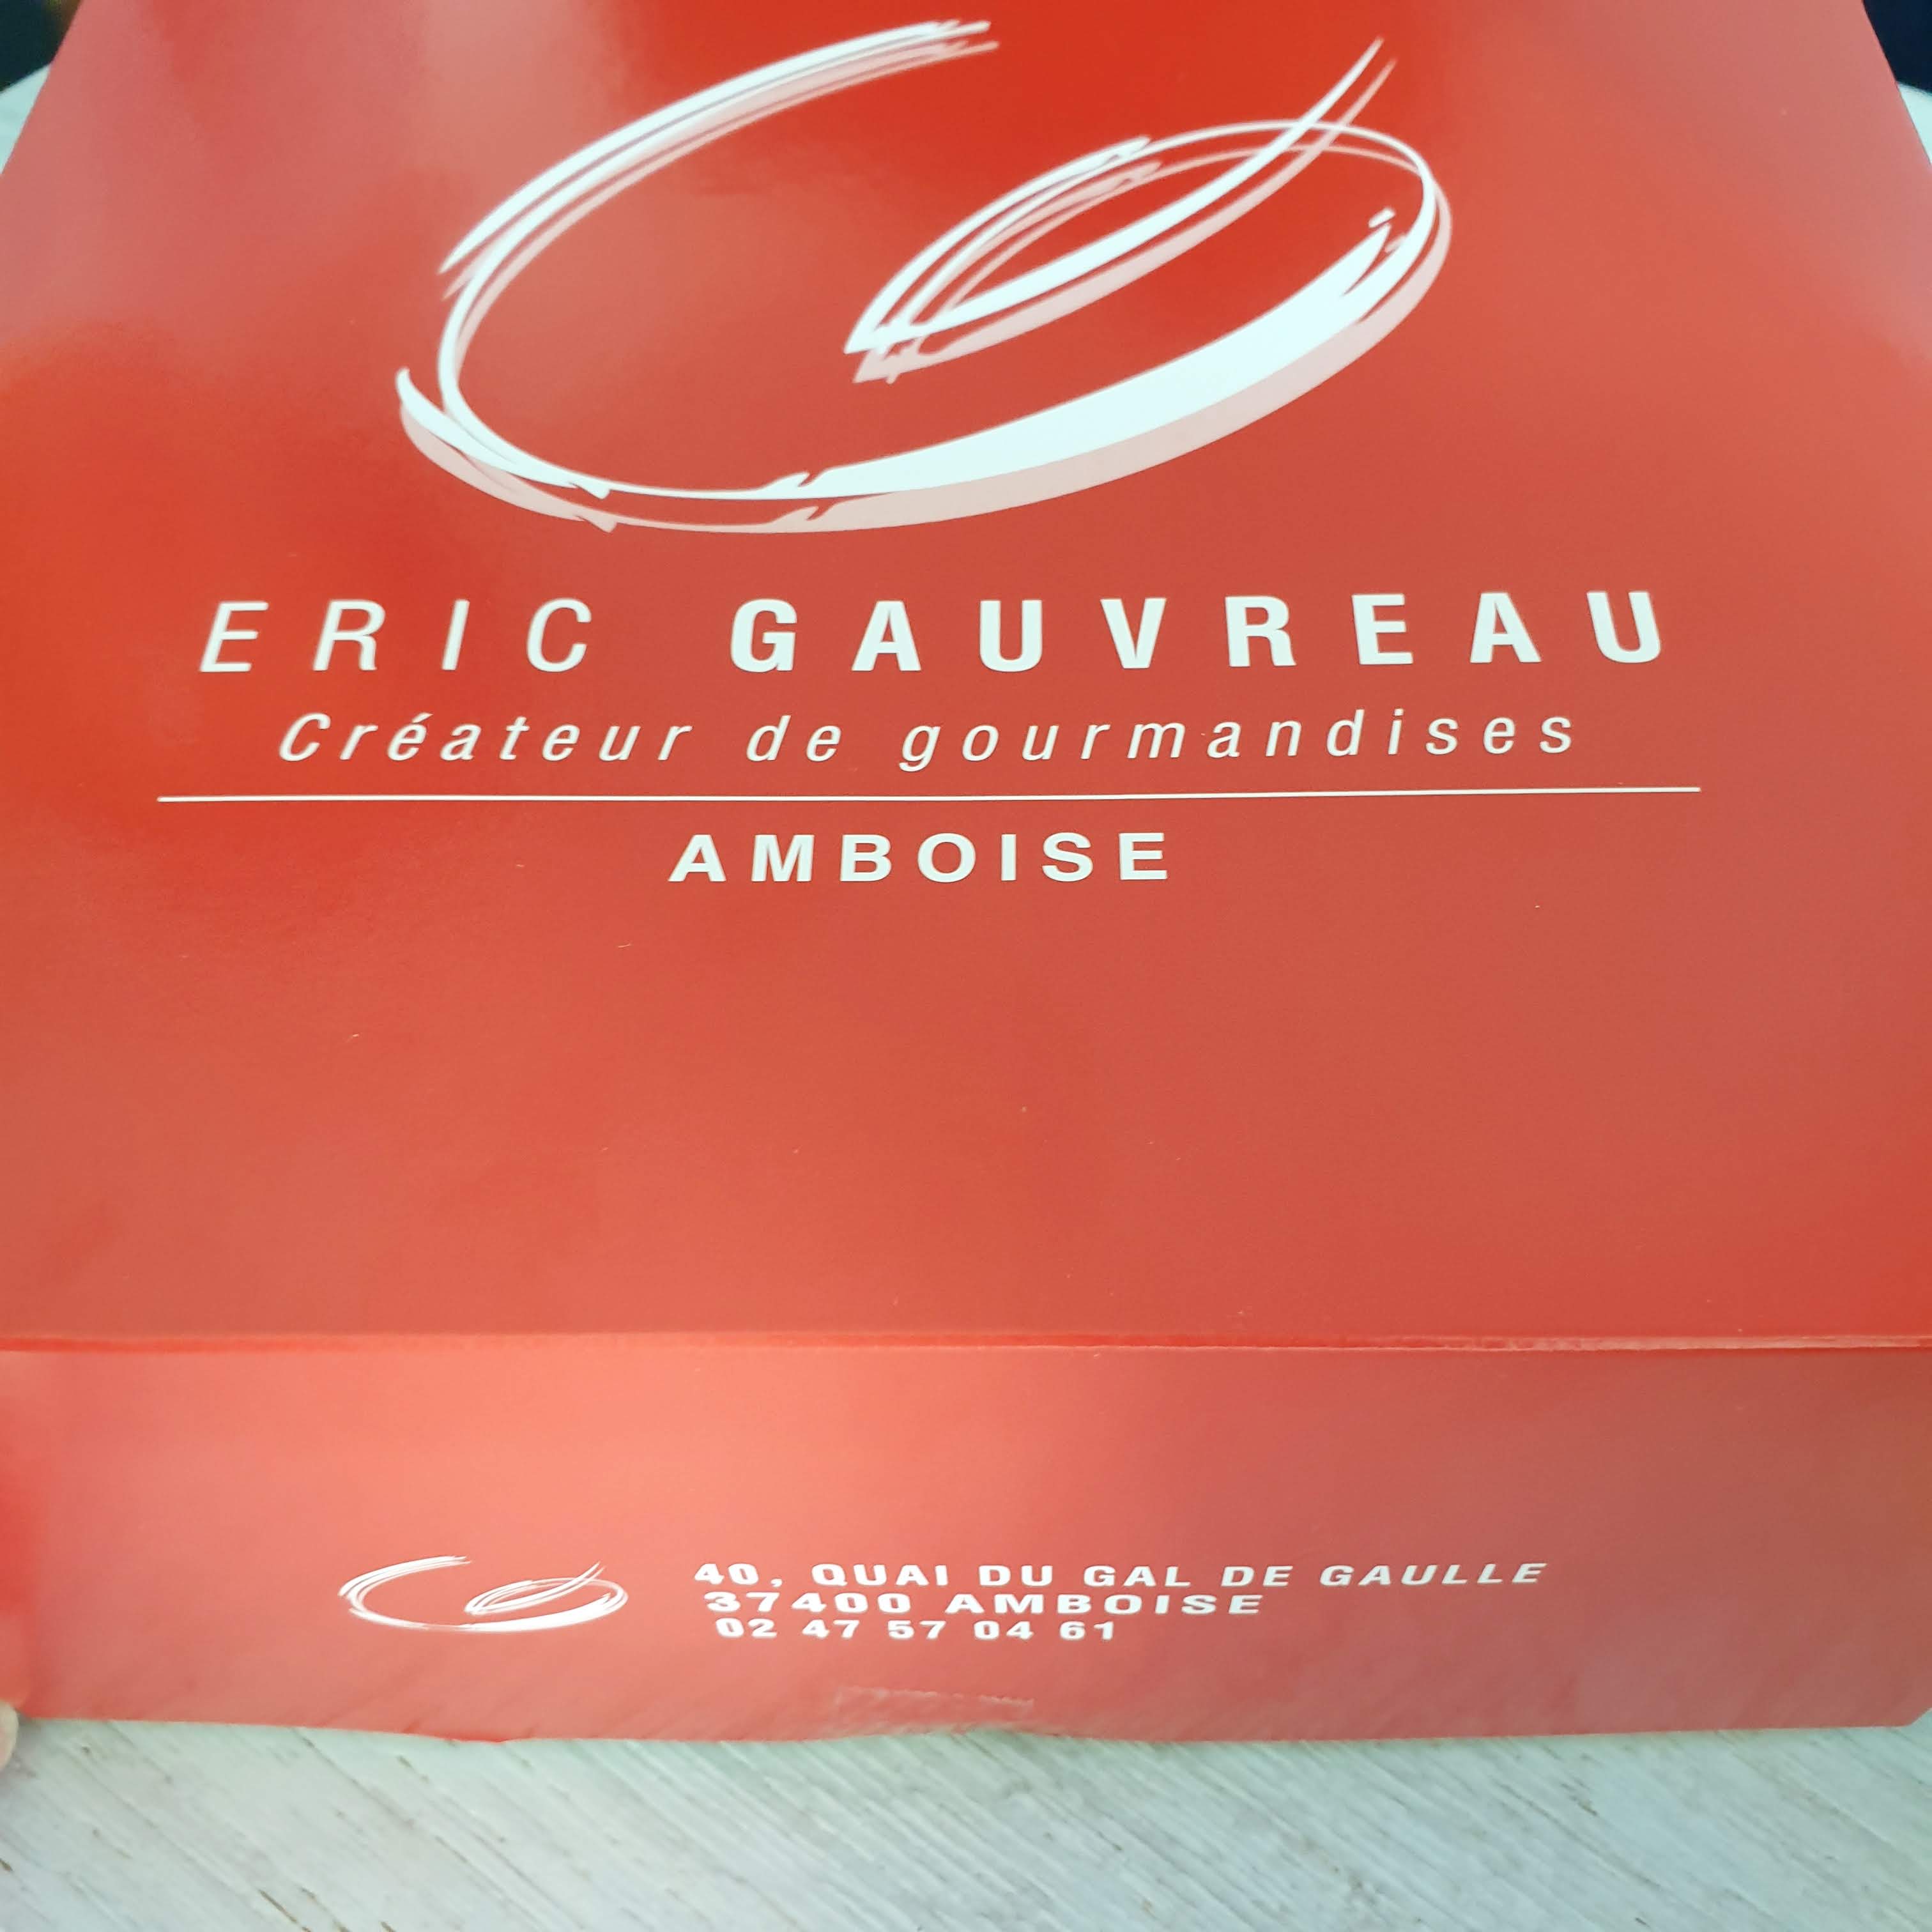 ERIC GAUVREAU
Créateur de gourmandises
AMBOISE
40, QUAI DU GAL DE GAULLE
37400 AMBOISE
02 47 57 04 61